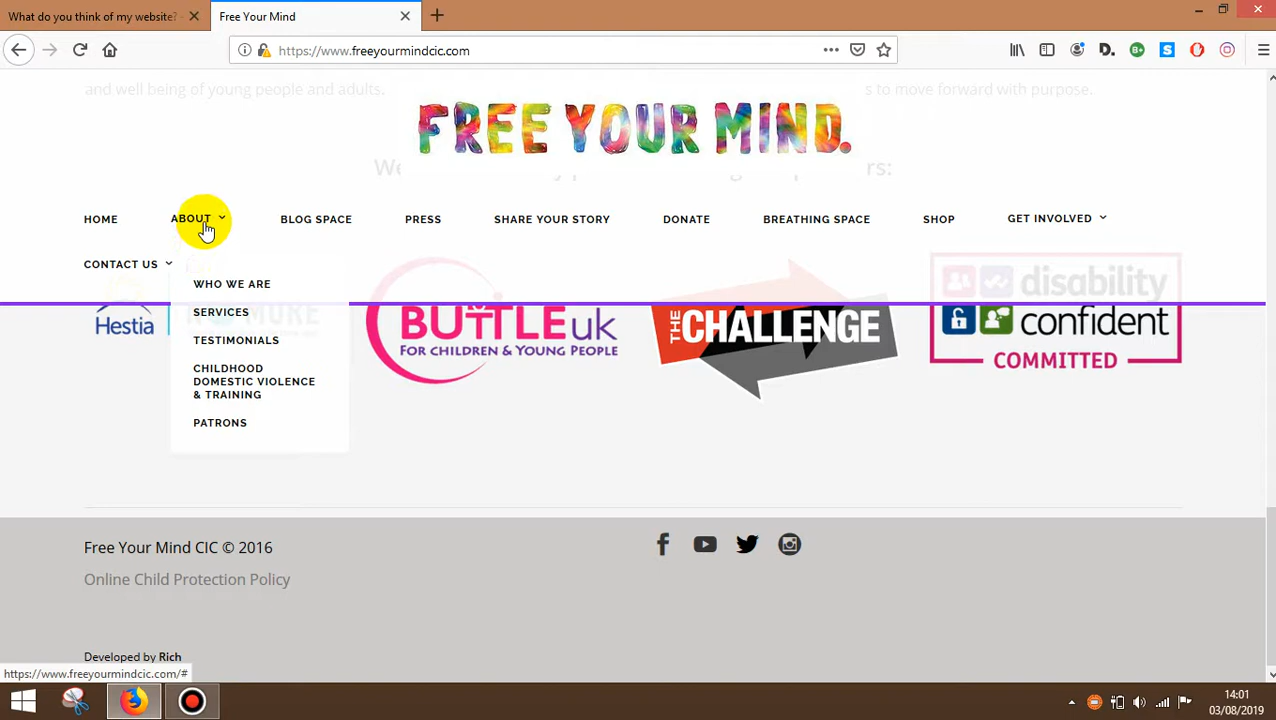 What do you think of my website?
Free Your Mind
https://www.freeyourmindcic.com
and well being of young people and adults.
s to move forward with purpose.
FREE YOUR MIND.
HOME
ABOUT
BLOG SPACE
PRESS
SHARE YOUR STORY
DONATE
BREATHING SPACE
SHOP
GET INVOLVED
CONTACT US
WHO WE ARE
SERVICES
TESTIMONIALS
CHILDHOOD
DOMESTIC VIOLENCE
& TRAINING
PATRONS
Hestia
BUTTLEUK
FOR CHILDREN & YOUNG PEOPLE
THE CHALLENGE
disability
confident
COMMITTED
Free Your Mind CIC © 2016
Online Child Protection Policy
Developed by Rich
https://www.freeyourmindcic.com/#
14:01
03/08/2019